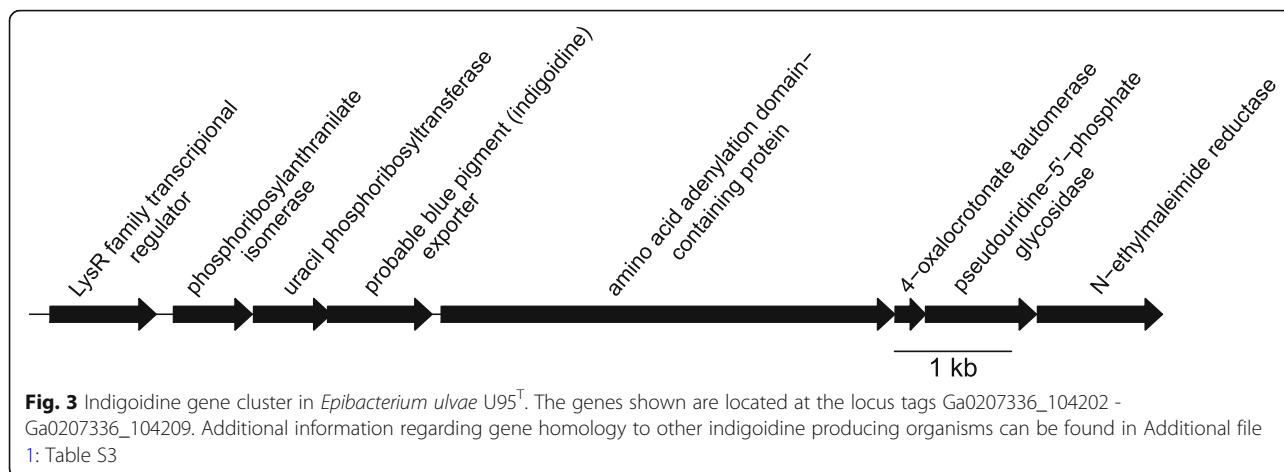 LysR family transcripional
regulator
phosphoribosylanthranilate
isomerase
uracil phosphoribosyltransferase
probable blue pigment (indigoidine)
exporter
amino acid adenylation domain–
containing protein
4–oxalocrotonate tautomerase
pseudouridine–5'–phosphate
glycosidase
N–ethylmaleimide reductase
1 kb
Fig. 3 Indigoidine gene cluster in Epibacterium ulvae U95ᵀ. The genes shown are located at the locus tags Ga0207336_104202 -
Ga0207336_104209. Additional information regarding gene homology to other indigoidine producing organisms can be found in Additional file
1: Table S3